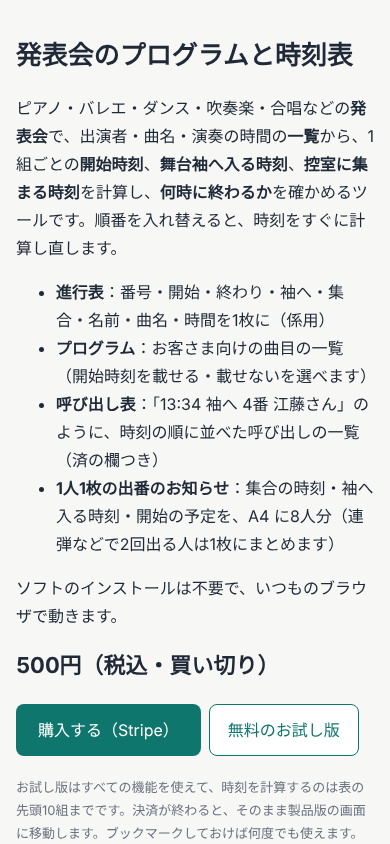 発表会のプログラムと時刻表
ピアノ・バレエ・ダンス・吹奏楽・合唱などの発
表会で、出演者・曲名・演奏の時間の一覧から、1
組ごとの開始時刻、舞台袖へ入る時刻、控室に集
まる時刻を計算し、何時に終わるかを確かめるツ
ールです。順番を入れ替えると、時刻をすぐに計
算し直します。
• 進行表：番号・開始・終わり・袖へ・集
合・名前・曲名・時間を1枚に（係用）
• プログラム：お客さま向けの曲目の一覧
（開始時刻を載せる・載せないを選べます）
• 呼び出し表：「13:34 袖へ 4番 江藤さん」の
ように、時刻の順に並べた呼び出しの一覧
（済の欄つき）
• 1人1枚の出番のお知らせ：集合の時刻・袖へ
入る時刻・開始の予定を、A4 に8人分（連
弾などで2回出る人は1枚にまとめます）
ソフトのインストールは不要で、いつものブラウ
ザで動きます。
500円（税込・買い切り）
購入する（Stripe） 無料のお試し版
お試し版はすべての機能を使えて、時刻を計算するのは表の
先頭10組までです。決済が終わると、そのまま製品版の画面
に移動します。ブックマークしておけば何度でも使えます。